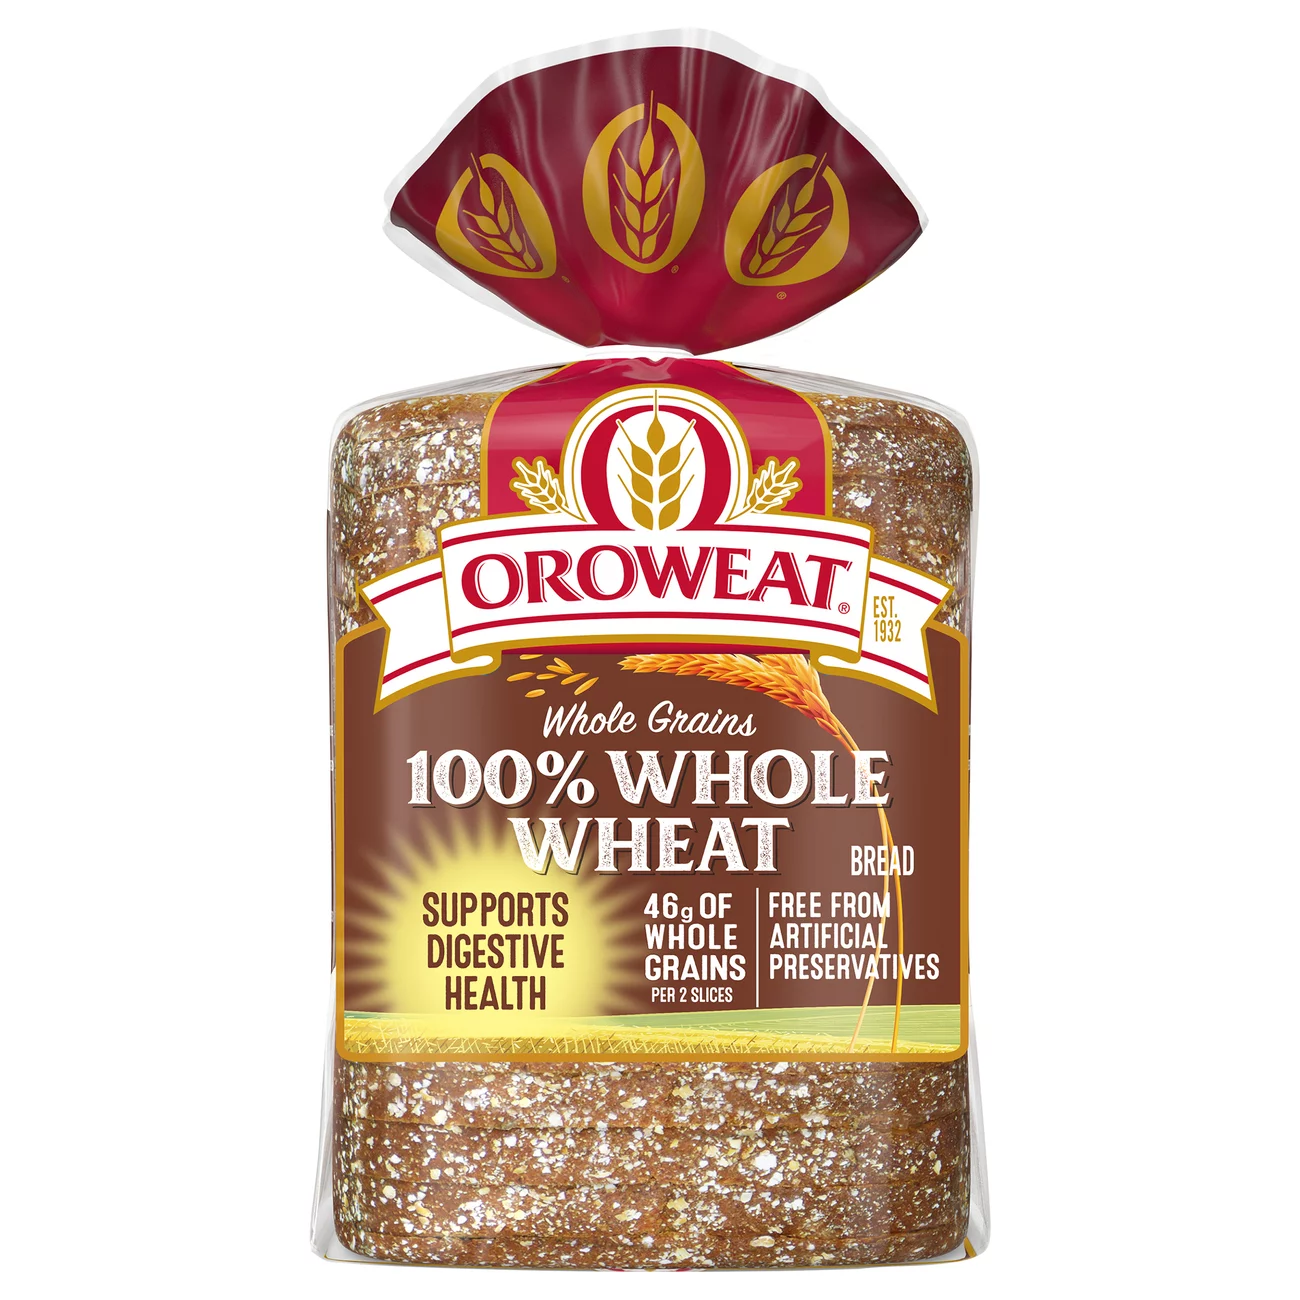 OROWEAT®
EST.
1932
Whole Grains
100% WHOLE
WHEAT
BREAD
SUPPORTS
DIGESTIVE
HEALTH
46g OF
WHOLE
GRAINS
PER 2 SLICES
FREE FROM
ARTIFICIAL
PRESERVATIVES